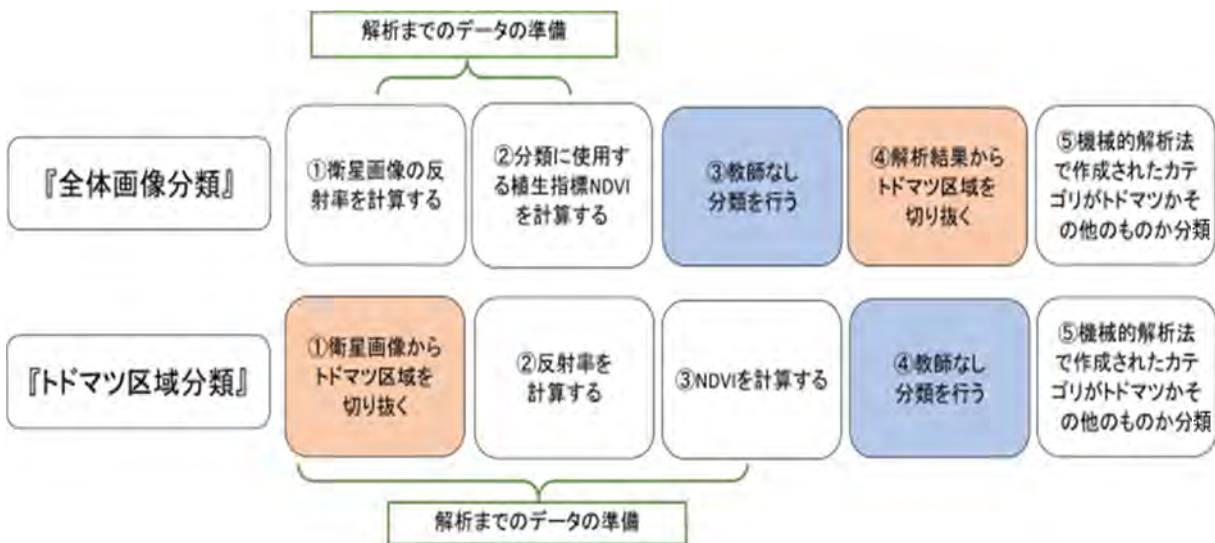 解析までのデータの準備
『全体画像分類』
①衛星画像の反
射率を計算する
②分類に使用す
る植生指標NDVI
を計算する
③教師なし
分類を行う
④解析結果から
トドマツ区域を
切り抜く
⑤機械的解析法
で作成されたカテ
ゴリがトドマツかそ
の他のものか分類
『トドマツ区域分類』
①衛星画像から
トドマツ区域を
切り抜く
②反射率を
計算する
③NDVIを計算する
④教師なし
分類を行う
⑤機械的解析法
で作成されたカテ
ゴリがトドマツかそ
の他のものか分類
解析までのデータの準備